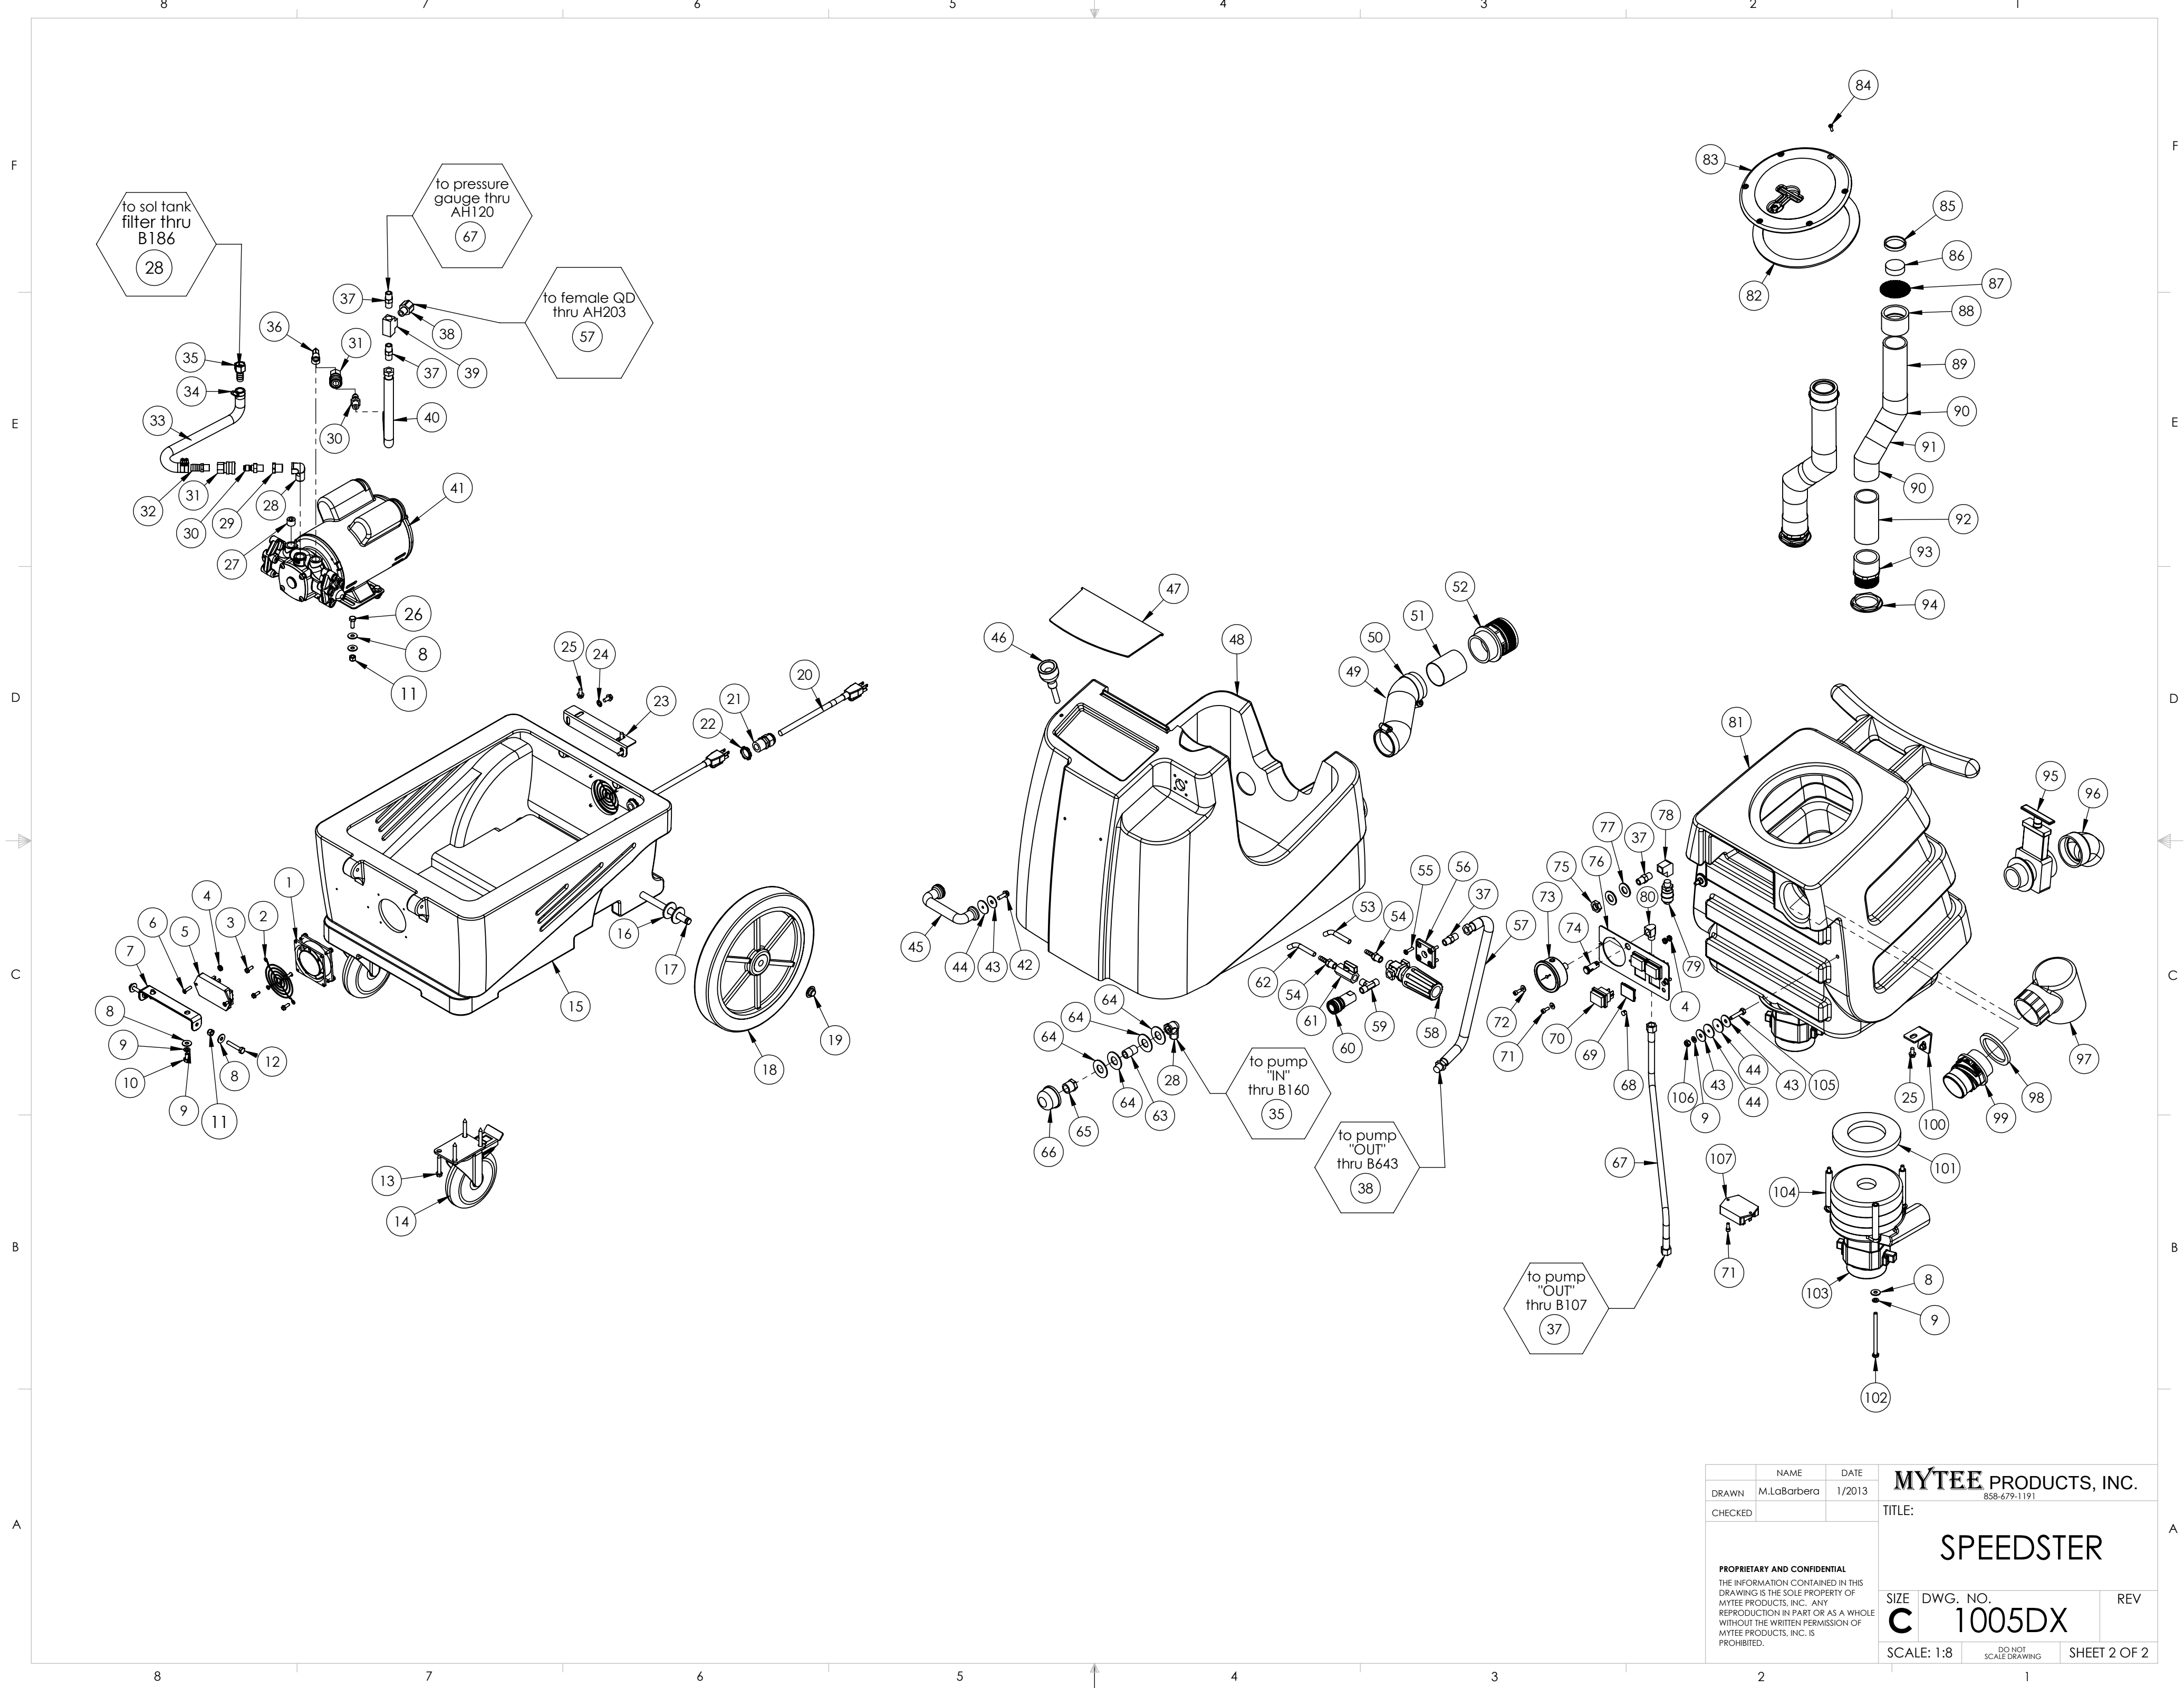 8 7 6 5 4 3 2 1
F
F
E
E
D
D
C
C
B
B
A
A
84
83
82
85
86
87
88
89
90
91
90
92
93
94
to sol tank
filter thru
B186
28
to pressure
gauge thru
AH120
67
to female QD
thru AH203
57
37
38
39
37
40
36
31
30
35
34
33
32
31
30
29
28
27
41
26
8
11
25
24
23
22
21
20
1
2
3
4
5
6
7
8
9
10
9
11
8
12
13
14
15
16
17
18
19
46
47
48
49
50
51
52
45
44
43
42
53
54
55
56
37
57
62
54
61
60
59
58
64
64
64
64
63
65
66
28
to pump
"IN"
thru B160
35
to pump
"OUT"
thru B643
38
to pump
"OUT"
thru B107
37
73
74
75
76
77
37
78
80
79
4
72
71
70
69
68
67
106
9
43
44
44
43
105
81
95
96
97
98
99
100
25
101
107
71
104
103
8
9
102
NAME DATE
DRAWN M.LaBarbera 1/2013
CHECKED
MYTEE PRODUCTS, INC.
858-679-1191
TITLE:
SPEEDSTER
PROPRIETARY AND CONFIDENTIAL
THE INFORMATION CONTAINED IN THIS
DRAWING IS THE SOLE PROPERTY OF
MYTEE PRODUCTS, INC. ANY
REPRODUCTION IN PART OR AS A WHOLE
WITHOUT THE WRITTEN PERMISSION OF
MYTEE PRODUCTS, INC. IS
PROHIBITED.
SIZE DWG. NO. REV
C 1005DX
SCALE: 1:8 DO NOT
SCALE DRAWING SHEET 2 OF 2
8 7 6 5 4 3 2 1